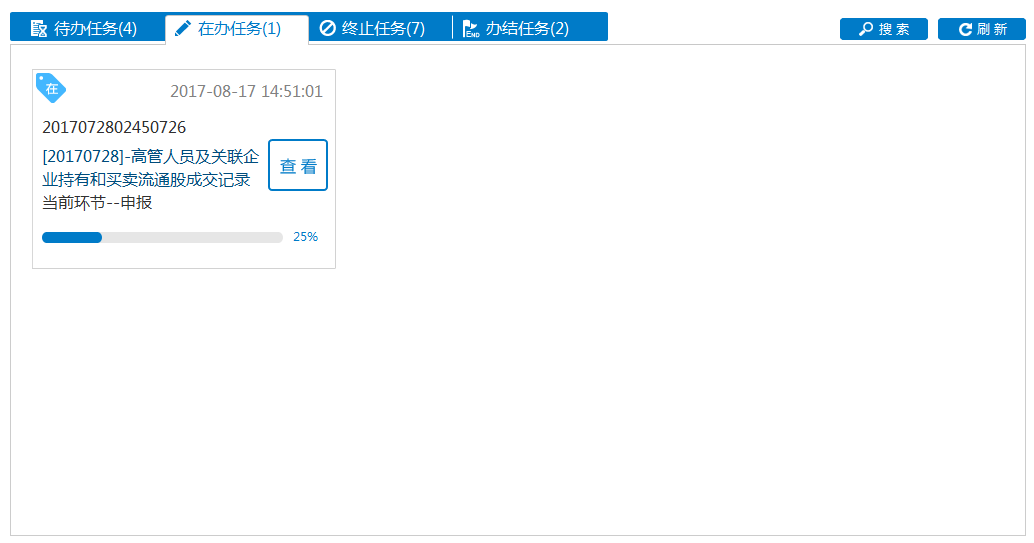 待办任务(4) 在办任务(1) 终止任务(7) END 办结任务(2) 搜 索 刷 新
在 2017-08-17 14:51:01
2017072802450726
[20170728]-高管人员及关联企
业持有和买卖流通股成交记录
当前环节--申报
查 看
25%